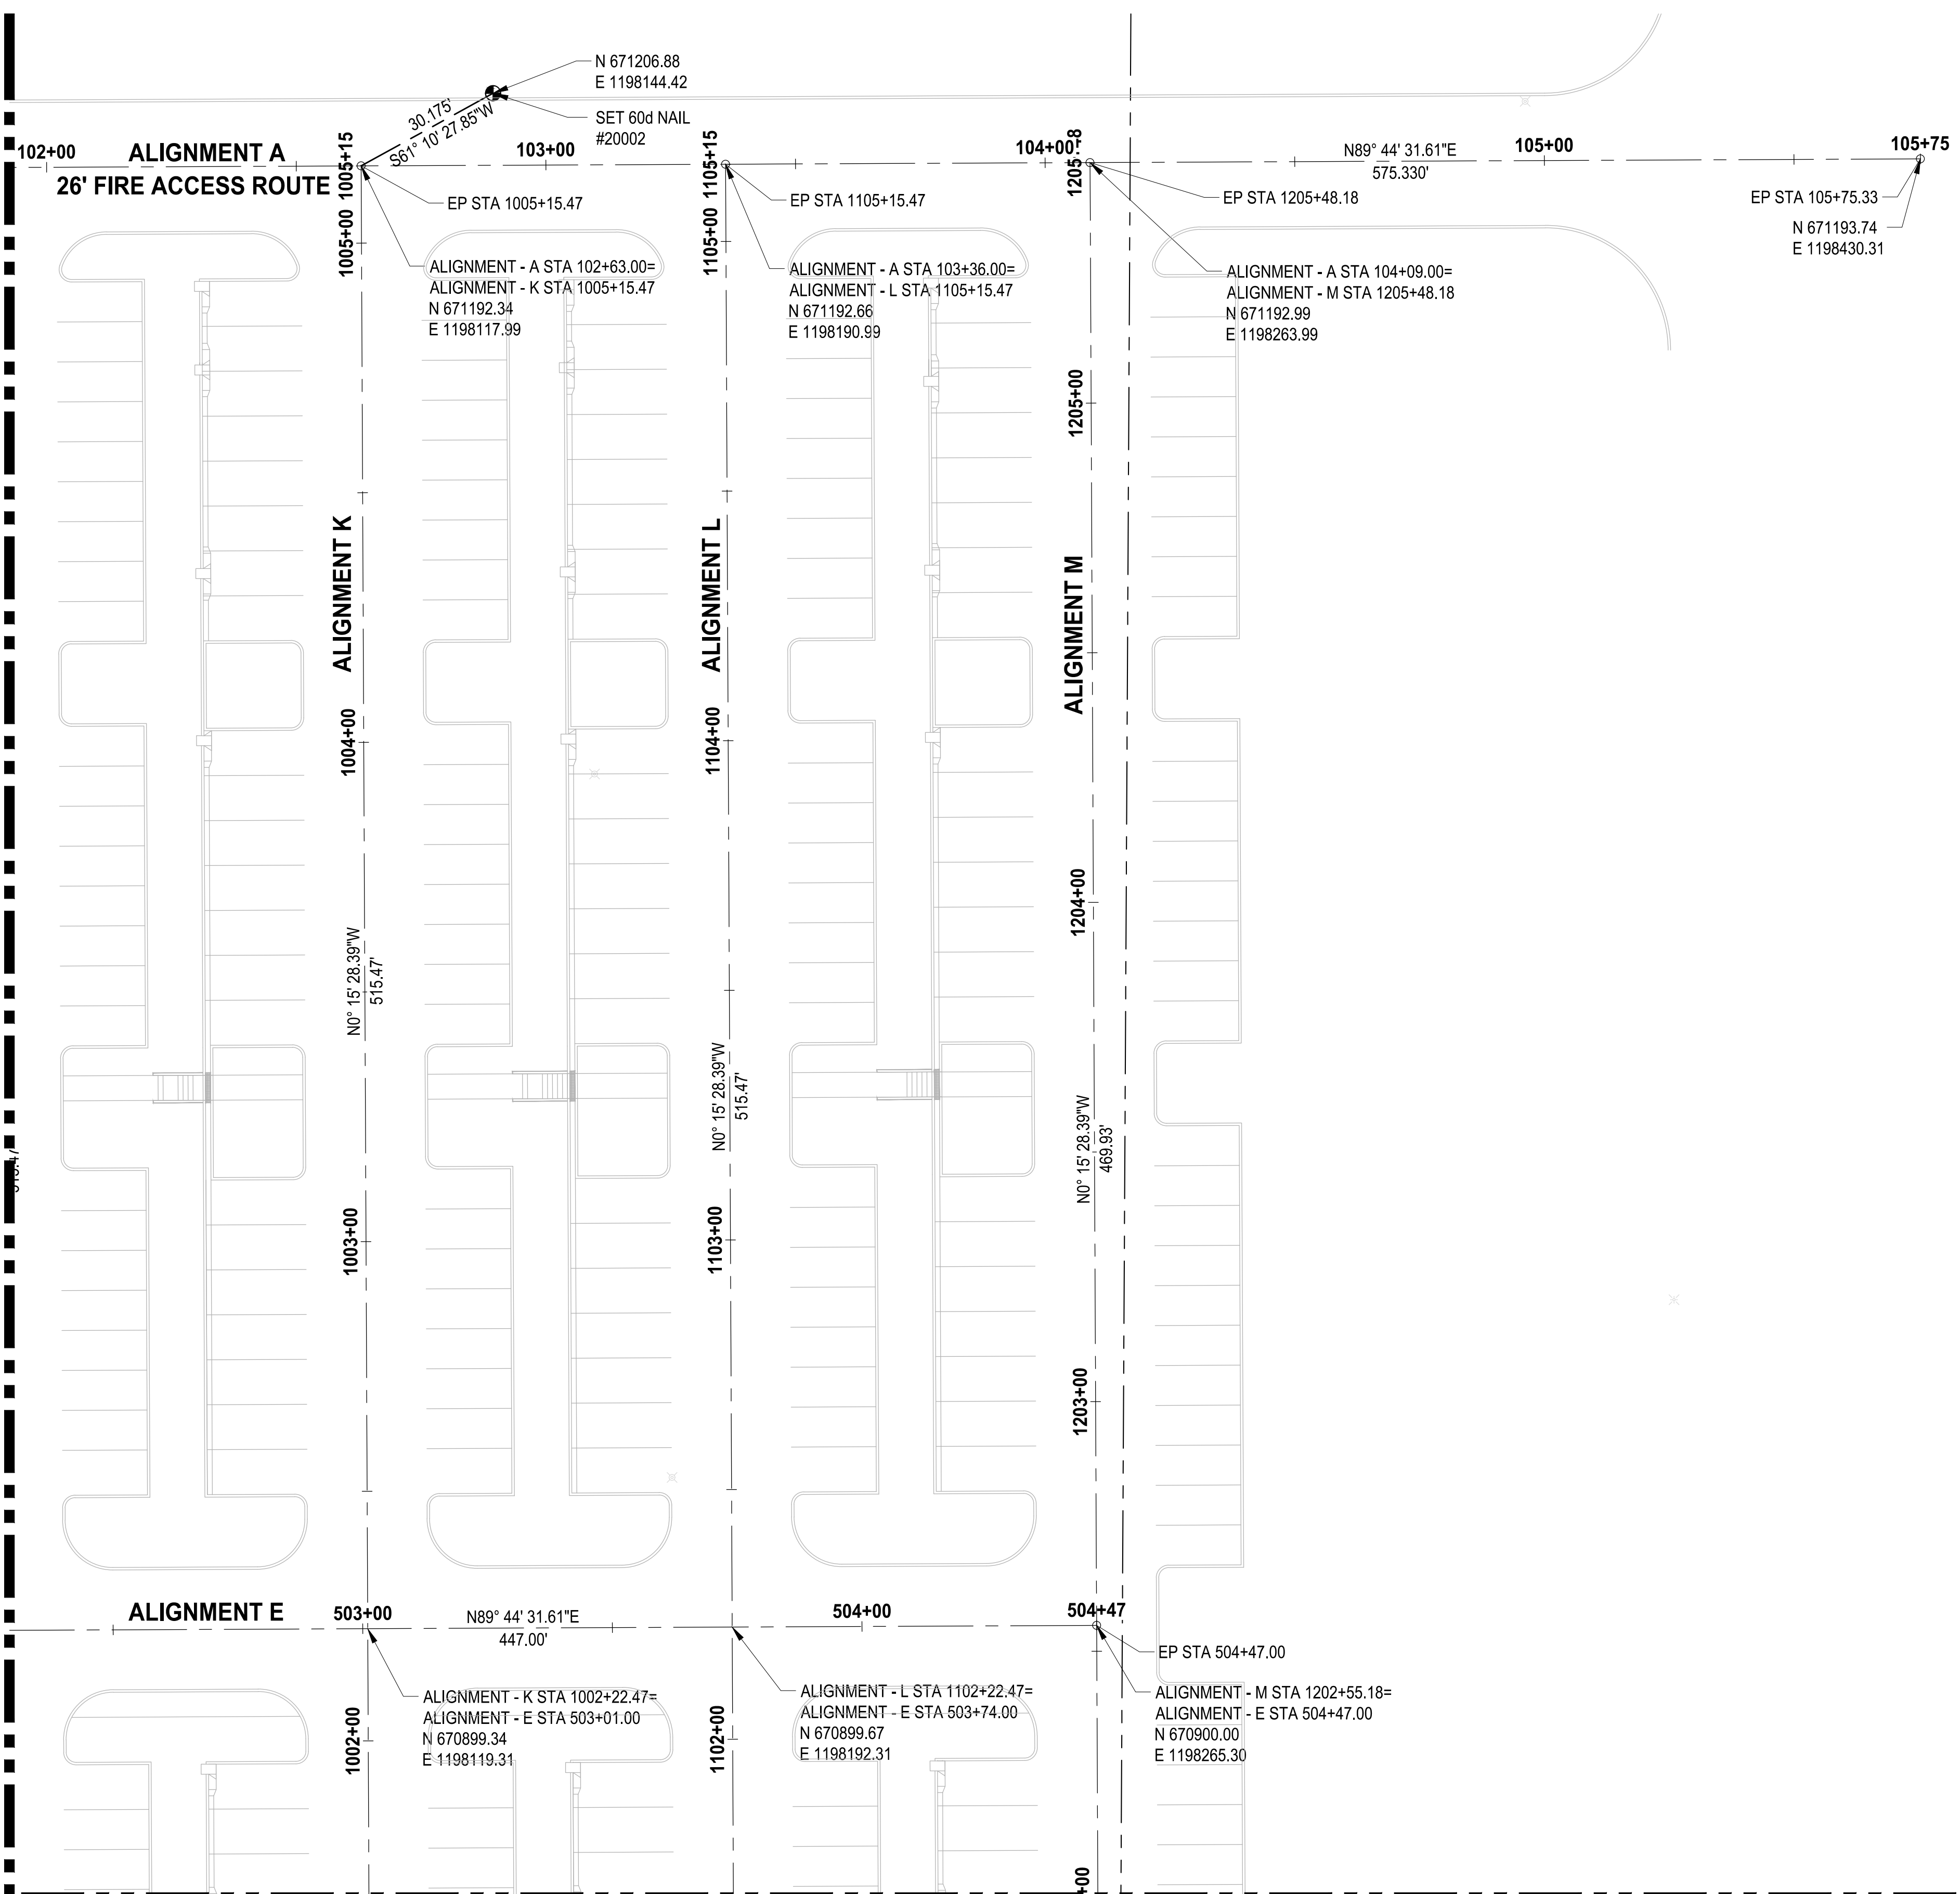 N 671206.88
E 1198144.42
SET 60d NAIL
#20002
30.175'
S61° 10' 27.85"W
102+00
ALIGNMENT A
26' FIRE ACCESS ROUTE
1005+15
103+00
1105+15
104+00
N89° 44' 31.61"E
575.330'
105+00
105+75
EP STA 1005+15.47
EP STA 1105+15.47
EP STA 1205+48.18
EP STA 105+75.33
N 671193.74
E 1198430.31
1005+00
1105+00
ALIGNMENT - A STA 102+63.00=
ALIGNMENT - K STA 1005+15.47
N 671192.34
E 1198117.99
ALIGNMENT - A STA 103+36.00=
ALIGNMENT - L STA 1105+15.47
N 671192.66
E 1198190.99
ALIGNMENT - A STA 104+09.00=
ALIGNMENT - M STA 1205+48.18
N 671192.99
E 1198263.99
1205+00
ALIGNMENT K
ALIGNMENT L
ALIGNMENT M
1004+00
1104+00
1204+00
N0° 15' 28.39"W
515.47'
N0° 15' 28.39"W
515.47'
N0° 15' 28.39"W
469.93'
1003+00
1103+00
1203+00
ALIGNMENT E
503+00
N89° 44' 31.61"E
447.00'
504+00
504+47
EP STA 504+47.00
ALIGNMENT - K STA 1002+22.47=
ALIGNMENT - E STA 503+01.00
N 670899.34
E 1198119.31
ALIGNMENT - L STA 1102+22.47=
ALIGNMENT - E STA 503+74.00
N 670899.67
E 1198192.31
ALIGNMENT - M STA 1202+55.18=
ALIGNMENT - E STA 504+47.00
N 670900.00
E 1198265.30
1002+00
1102+00
+00